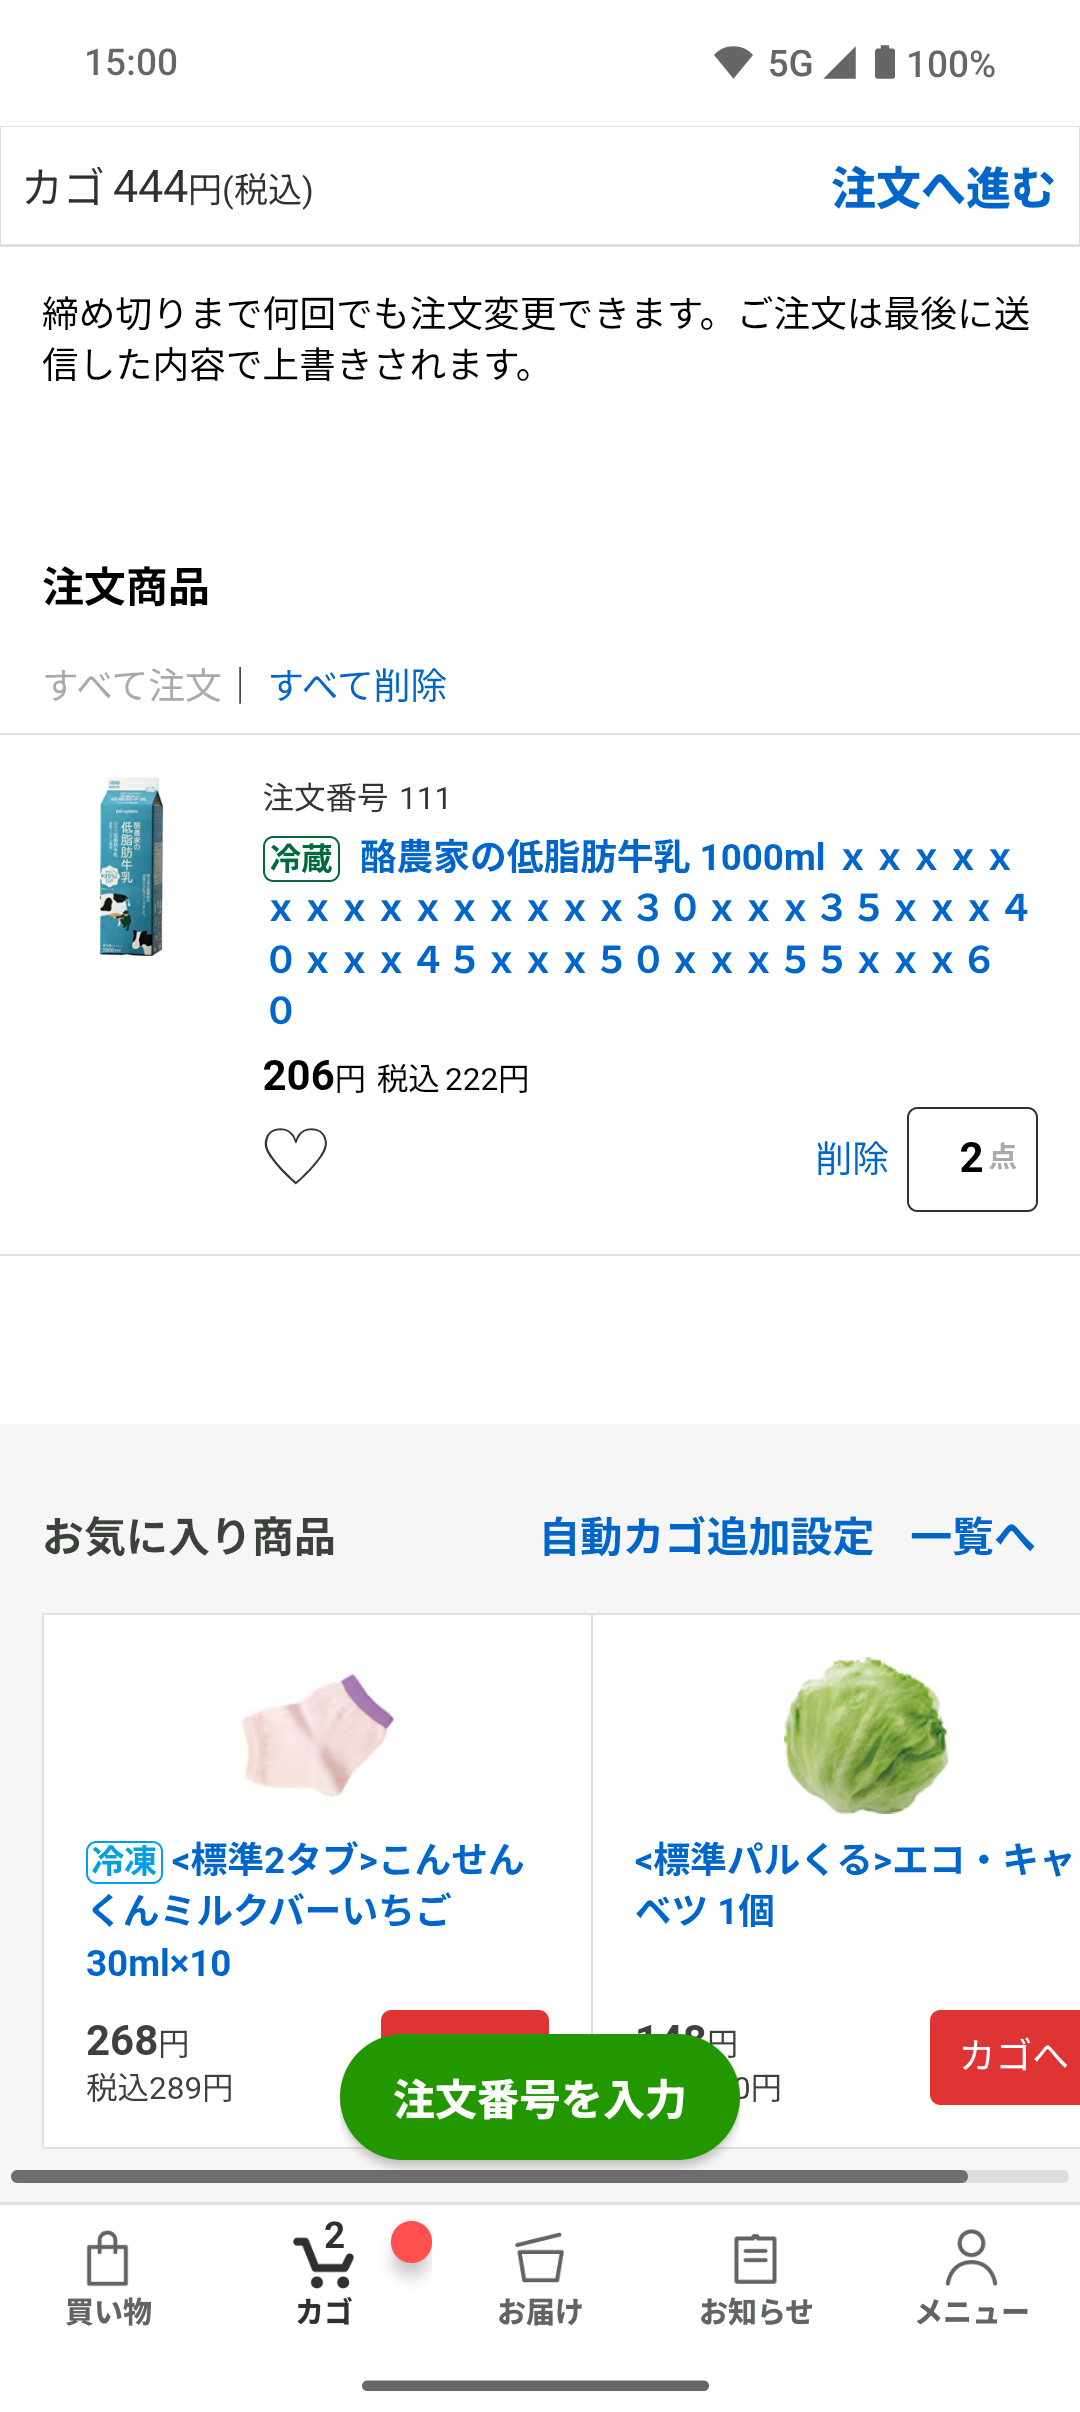 15:00
5G 100%
カゴ 444円(税込)
注文へ進む
締め切りまで何回でも注文変更できます。ご注文は最後に送
信した内容で上書きされます。
注文商品
すべて注文 | すべて削除
注文番号 111
冷蔵 酪農家の低脂肪牛乳 1000ml ｘｘｘｘｘ
ｘｘｘｘｘｘｘｘｘｘ３０ｘｘｘ３５ｘｘｘ４
０ｘｘｘ４５ｘｘｘ５０ｘｘｘ５５ｘｘｘ６
０
206円 税込 222円
削除
2 点
お気に入り商品
自動カゴ追加設定
一覧へ
冷凍 <標準2タブ>こんせん
くんミルクバーいちご
30ml×10
268円
税込289円
<標準パルくる>エコ・キャ
ベツ 1個
148円
0円
カゴへ
注文番号を入力
買い物
2
カゴ
お届け
お知らせ
メニュー